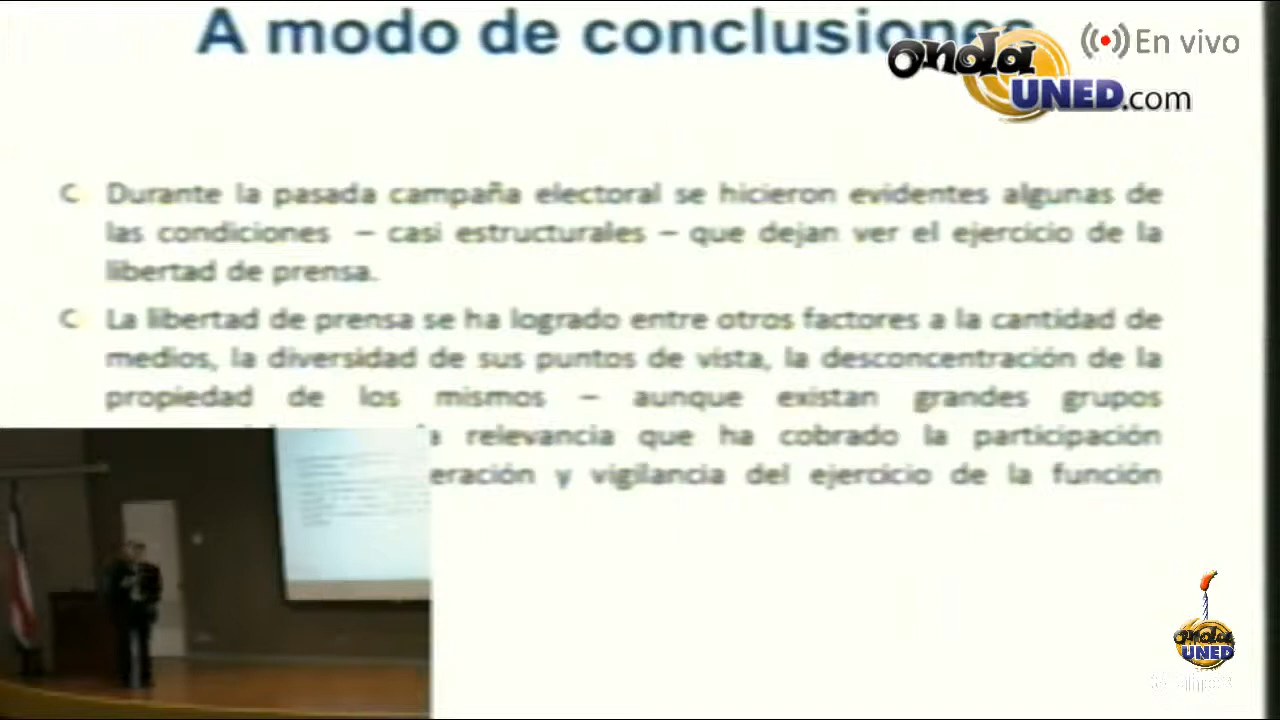 A modo de conclusiones
((•)) En vivo
onda
UNED.com
Durante la pasada campaña electoral se hicieron evidentes algunas de
las condiciones – casi estructurales – que dejan ver el ejercicio de la
libertad de prensa.
La libertad de prensa se ha logrado entre otros factores a la cantidad de
medios, la diversidad de sus puntos de vista, la desconcentración de la
propiedad de los mismos – aunque existan grandes grupos
relevancia que ha cobrado la participación
eración y vigilancia del ejercicio de la función
onda
UNED